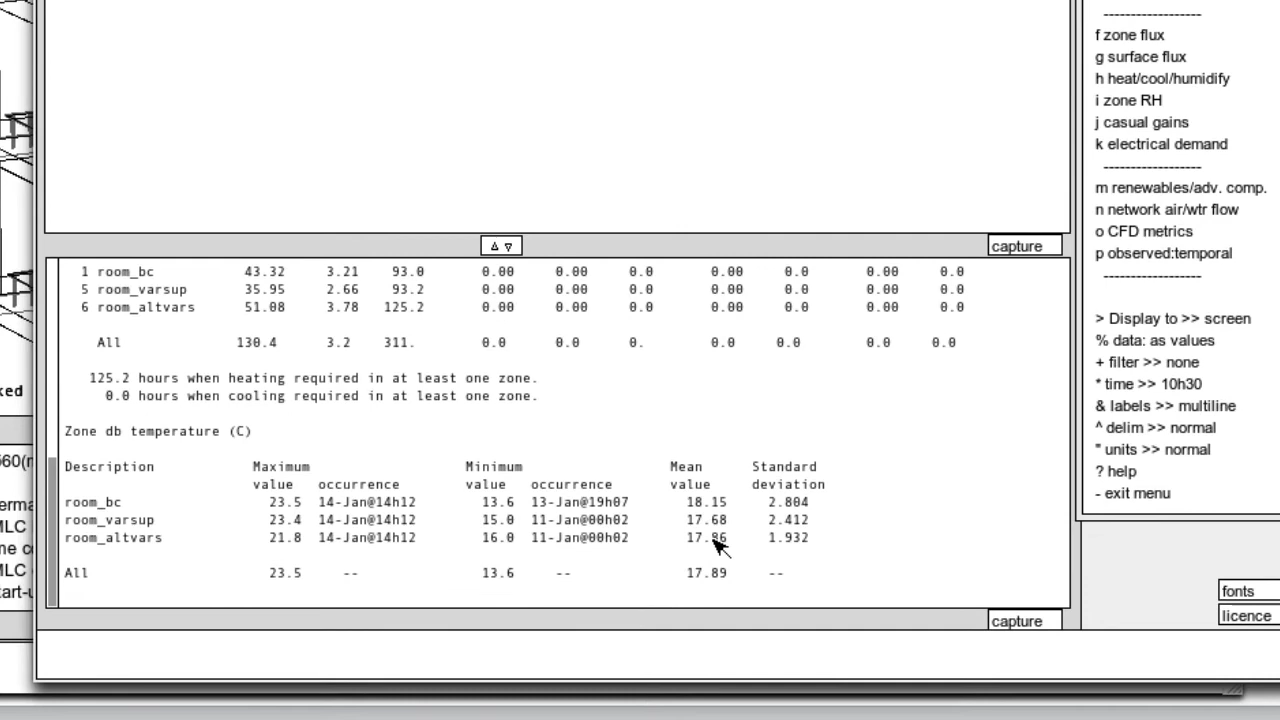 ------------------
f zone flux
g surface flux
h heat/cool/humidify
i zone RH
j casual gains
k electrical demand
------------------
m renewables/adv. comp.
n network air/wtr flow
o CFD metrics
p observed:temporal
------------------
> Display to >> screen
% data: as values
+ filter >> none
* time >> 10h30
& labels >> multiline
^ delim >> normal
" units >> normal
? help
- exit menu
fonts
licence
capture
1 room_bc 43.32 3.21 93.0 0.00 0.00 0.0 0.00 0.0 0.00 0.0
5 room_varsup 35.95 2.66 93.2 0.00 0.00 0.0 0.00 0.0 0.00 0.0
6 room_altvars 51.08 3.78 125.2 0.00 0.00 0.0 0.00 0.0 0.00 0.0
All 130.4 3.2 311. 0.0 0.0 0. 0.0 0.0 0.0 0.0
125.2 hours when heating required in at least one zone.
0.0 hours when cooling required in at least one zone.
Zone db temperature (C)
Description Maximum Minimum Mean Standard
value occurrence value occurrence value deviation
room_bc 23.5 14-Jan@14h12 13.6 13-Jan@19h07 18.15 2.804
room_varsup 23.4 14-Jan@14h12 15.0 11-Jan@00h02 17.68 2.412
room_altvars 21.8 14-Jan@14h12 16.0 11-Jan@00h02 17.86 1.932
All 23.5 -- 13.6 -- 17.89 --
capture